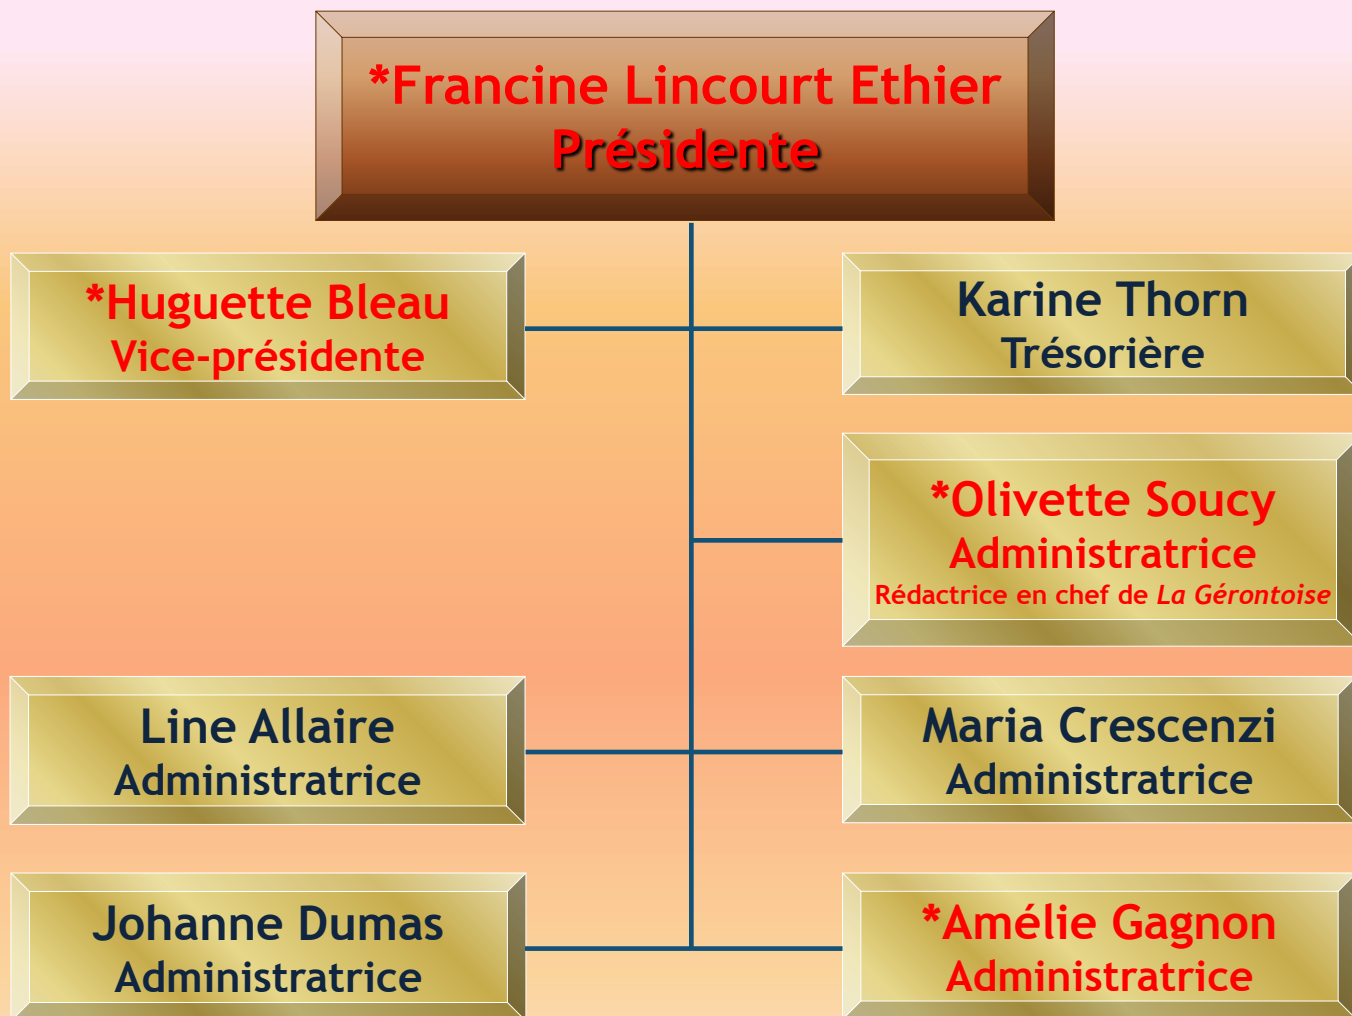 *Francine Lincourt Ethier
Présidente
*Huguette Bleau
Vice-présidente
Karine Thorn
Trésorière
*Olivette Soucy
Administratrice
Rédactrice en chef de La Gérontoise
Line Allaire
Administratrice
Maria Crescenzi
Administratrice
Johanne Dumas
Administratrice
*Amélie Gagnon
Administratrice